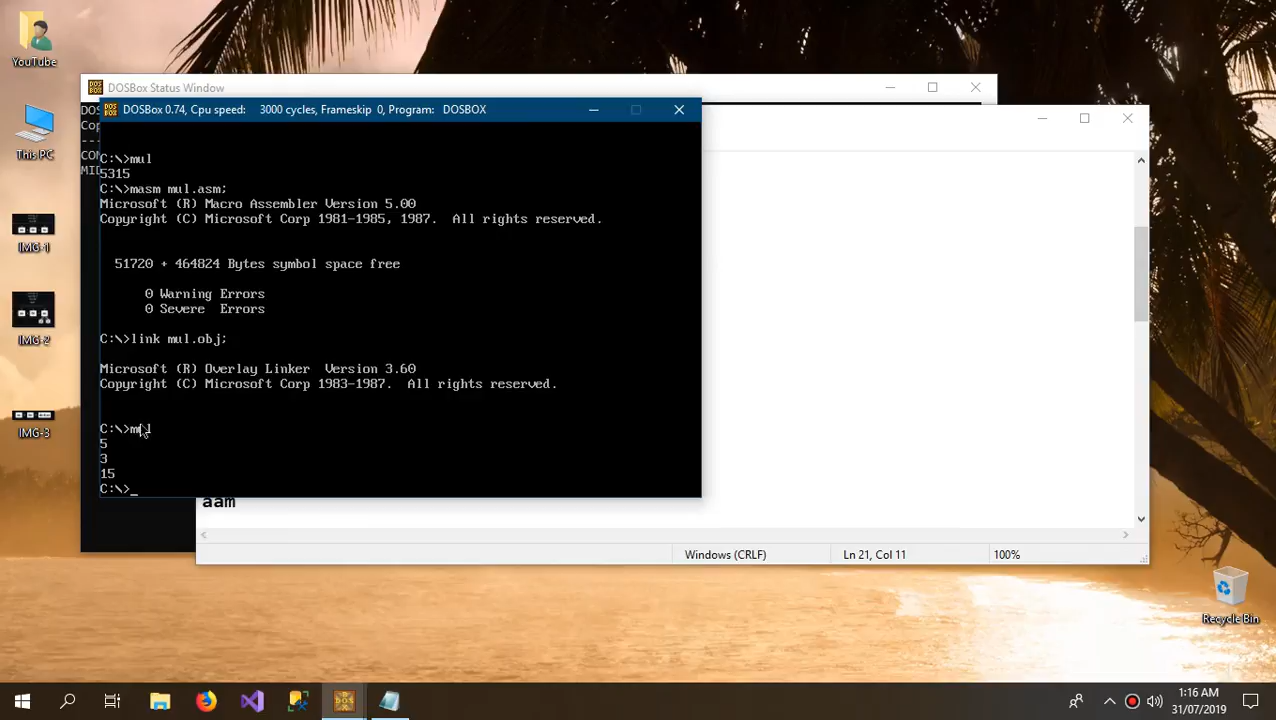 YouTube
This PC
IMG-1
IMG-2
IMG-3
DOSBox Status Window
DOSBox 0.74, Cpu speed: 3000 cycles, Frameskip 0, Program: DOSBOX
C:\>mul
5315
C:\>masm mul.asm;
Microsoft (R) Macro Assembler Version 5.00
Copyright (C) Microsoft Corp 1981-1985, 1987. All rights reserved.
51720 + 464824 Bytes symbol space free
0 Warning Errors
0 Severe Errors
C:\>link mul.obj;
Microsoft (R) Overlay Linker Version 3.60
Copyright (C) Microsoft Corp 1983-1987. All rights reserved.
C:\>mul
5
3
15
C:\>_
aam
Windows (CRLF)
Ln 21, Col 11
100%
Recycle Bin
1:16 AM
31/07/2019